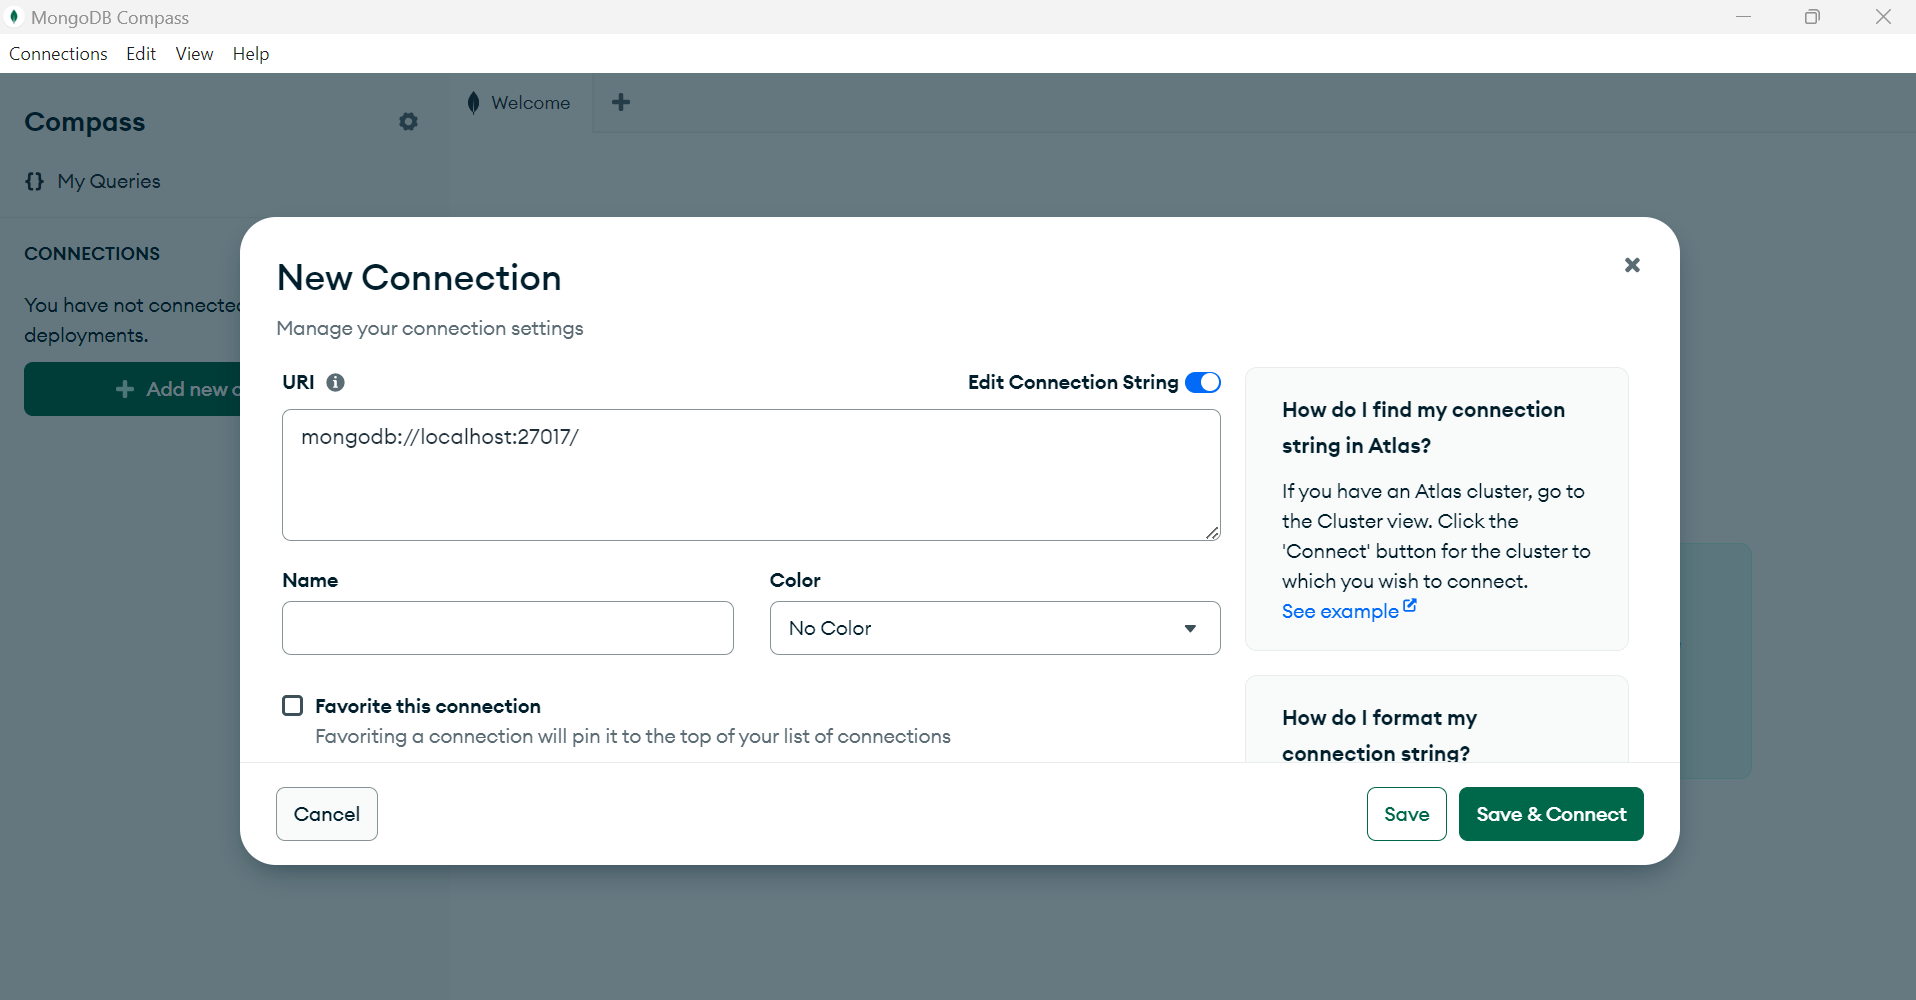 MongoDB Compass
Connections Edit View Help
Compass
Welcome
{} My Queries
CONNECTIONS
You have not connected
deployments.
Add new
New Connection
Manage your connection settings
URI
Edit Connection String
mongodb://localhost:27017/
Name
Color
No Color
Favorite this connection
Favoriting a connection will pin it to the top of your list of connections
How do I find my connection
string in Atlas?
If you have an Atlas cluster, go to
the Cluster view. Click the
'Connect' button for the cluster to
which you wish to connect.
See example
How do I format my
connection string?
Cancel
Save
Save & Connect